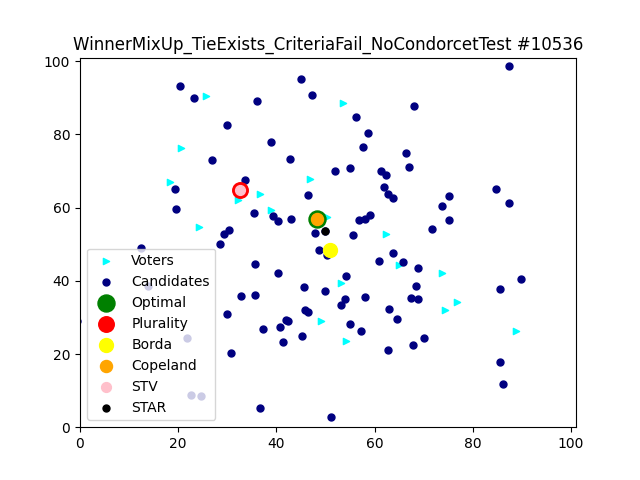 WinnerMixUp_TieExists_CriteriaFail_NoCondorcetTest #10536
100
80
60
40
20
0
Voters
Candidates
Optimal
Plurality
Borda
Copeland
STV
STAR
0 20 40 60 80 100